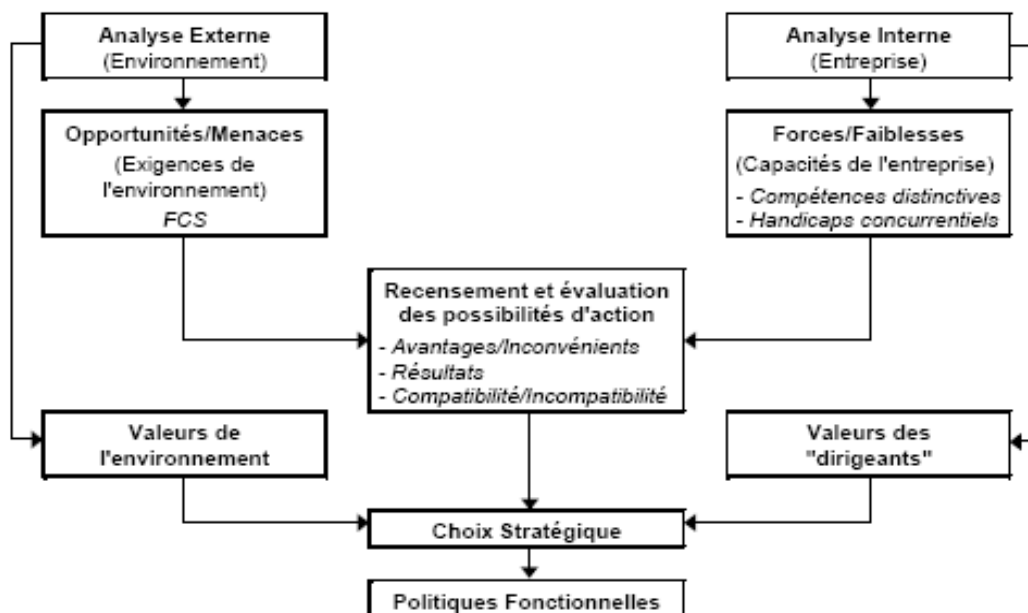 Analyse Externe
(Environnement)
Analyse Interne
(Entreprise)
Opportunités/Menaces
(Exigences de
l'environnement)
FCS
Forces/Faiblesses
(Capacités de l'entreprise)
- Compétences distinctives
- Handicaps concurrentiels
Recensement et évaluation
des possibilités d'action
- Avantages/Inconvénients
- Résultats
- Compatibilité/Incompatibilité
Valeurs de
l'environnement
Valeurs des
"dirigeants"
Choix Stratégique
Politiques Fonctionnelles